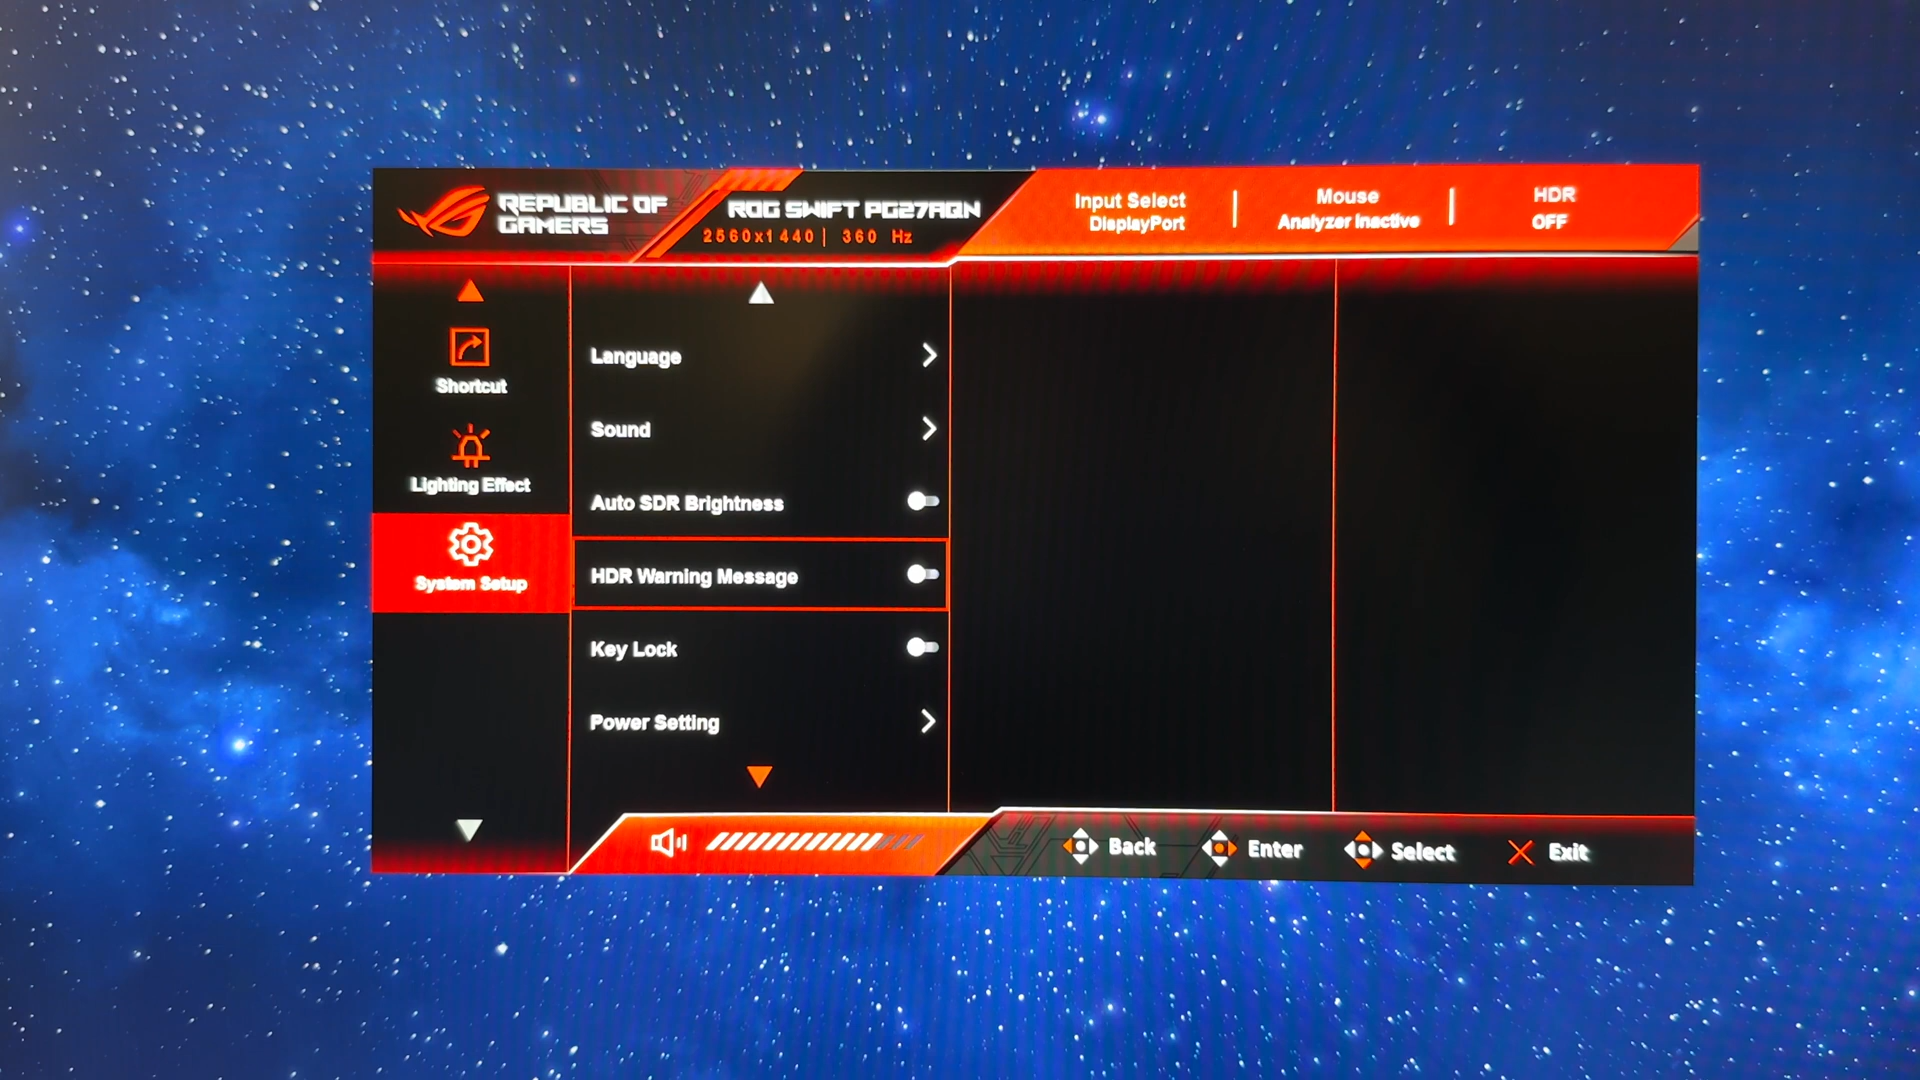 REPUBLIC OF
GAMERS
ROG SWIFT PG27AQN
2560x1440| 360 Hz
Input Select
DisplayPort
Mouse
Analyzer Inactive
HDR
OFF
Shortcut
Lighting Effect
System Setup
Language
Sound
Auto SDR Brightness
HDR Warning Message
Key Lock
Power Setting
Back
Enter
Select
Exit